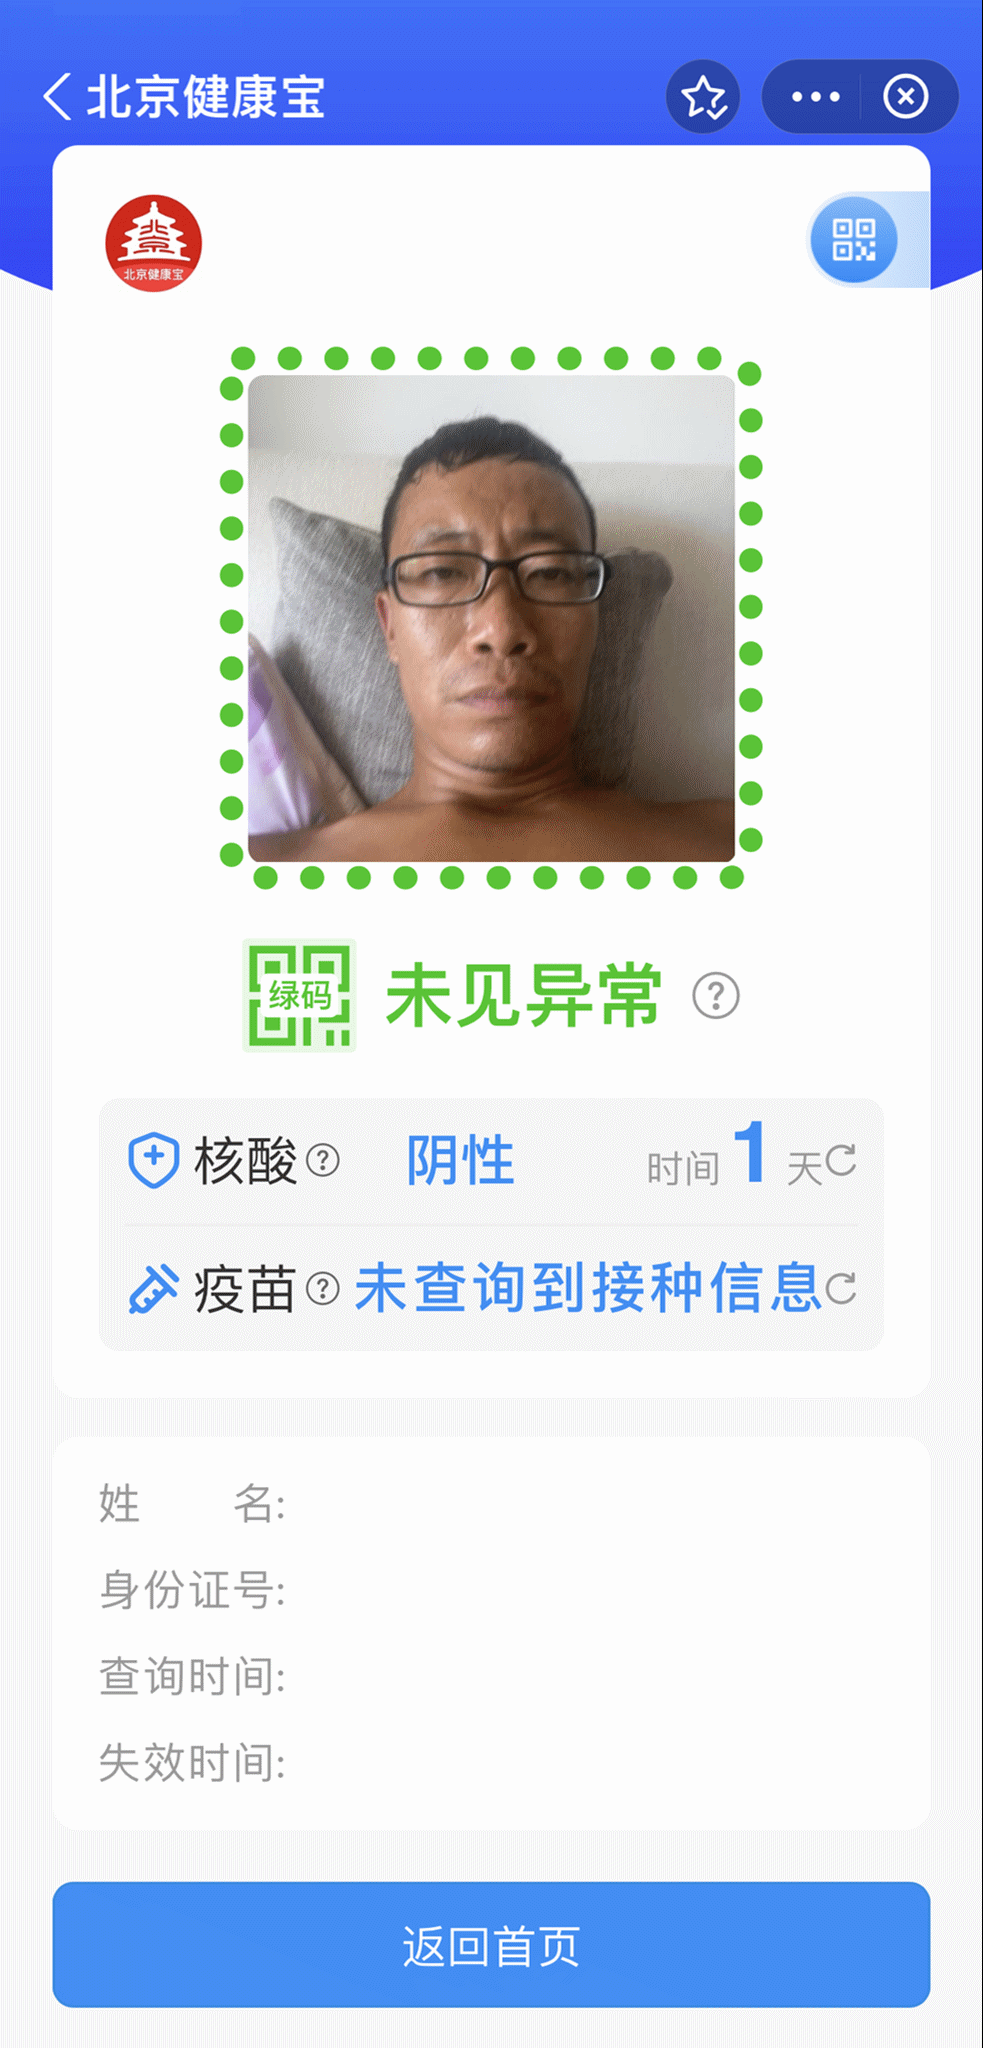 北京健康宝
北京健康宝
绿码 未见异常 ?
核酸 ? 阴性 时间 1 天
疫苗 ? 未查询到接种信息
姓 名:
身份证号:
查询时间:
失效时间:
返回首页